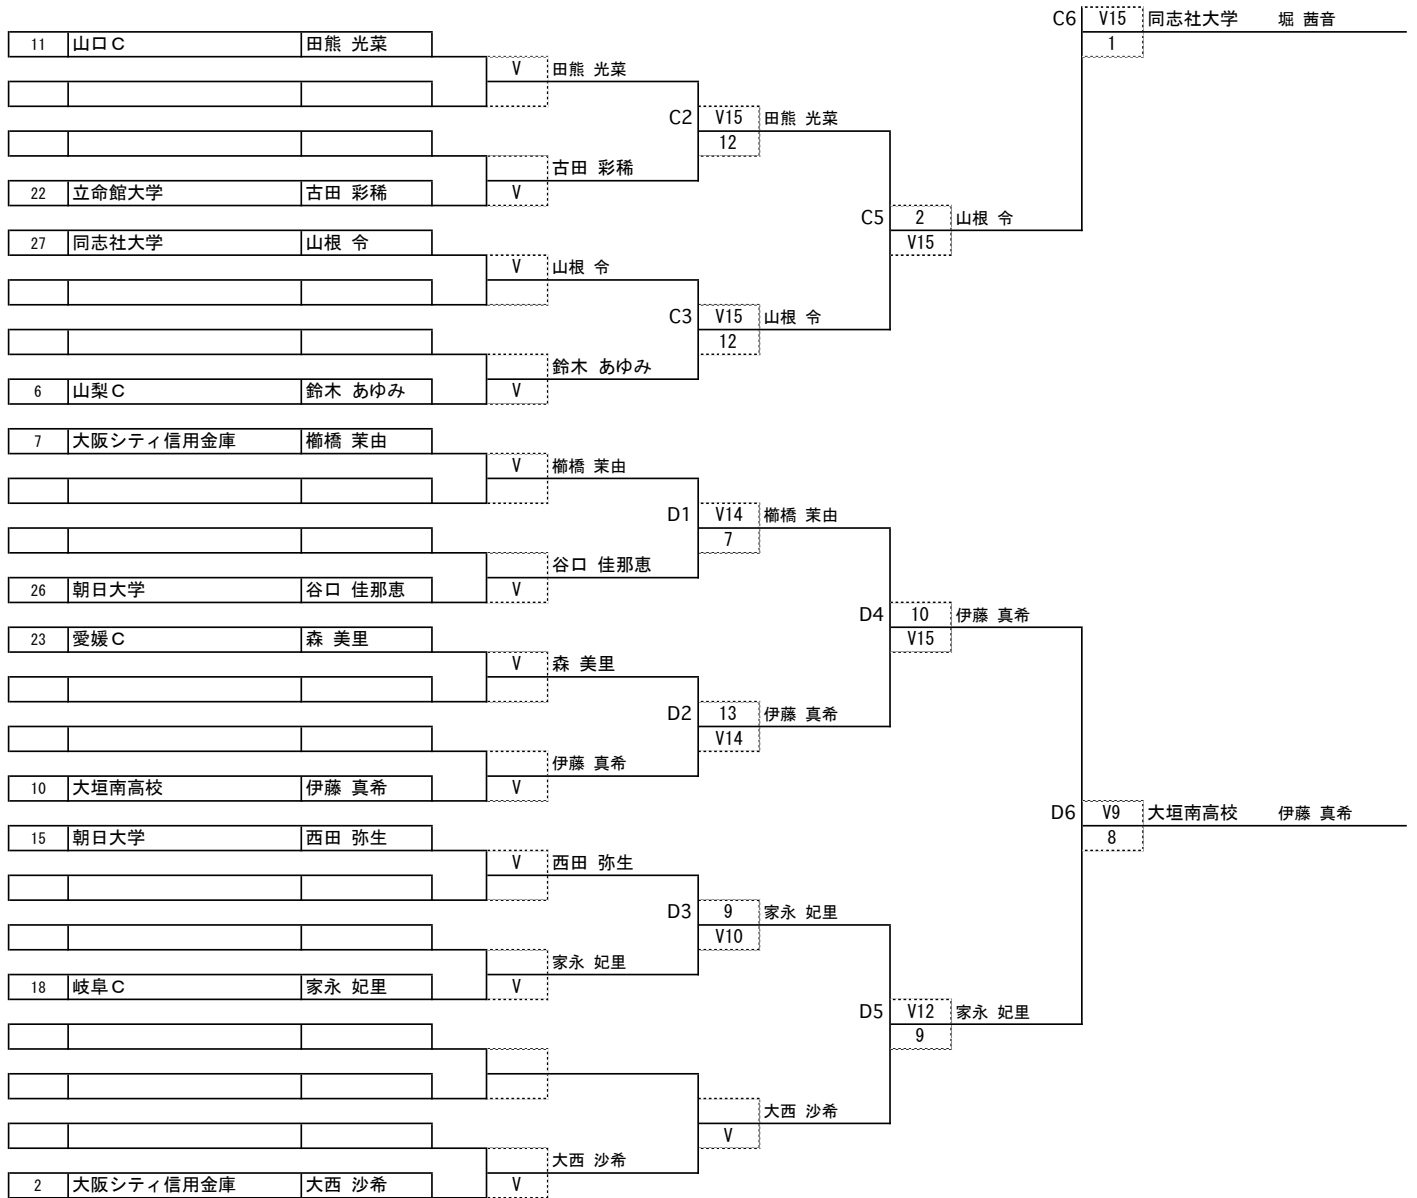 C6 V15 同志社大学 堀 茜音
1
11 山口C 田熊 光菜
V 田熊 光菜
C2 V15 田熊 光菜
12
古田 彩稀
22 立命館大学 古田 彩稀 V
C5 2 山根 令
V15
27 同志社大学 山根 令
V 山根 令
C3 V15 山根 令
12
鈴木 あゆみ
6 山梨C 鈴木 あゆみ V
7 大阪シティ信用金庫 櫛橋 茉由
V 櫛橋 茉由
D1 V14 櫛橋 茉由
7
谷口 佳那恵
26 朝日大学 谷口 佳那恵 V
D4 10 伊藤 真希
V15
23 愛媛C 森 美里
V 森 美里
D2 13 伊藤 真希
V14
伊藤 真希
10 大垣南高校 伊藤 真希 V
D6 V9 大垣南高校 伊藤 真希
8
15 朝日大学 西田 弥生
V 西田 弥生
D3 9 家永 妃里
V10
家永 妃里
18 岐阜C 家永 妃里 V
D5 V12 家永 妃里
9
大西 沙希
V
大西 沙希
2 大阪シティ信用金庫 大西 沙希 V